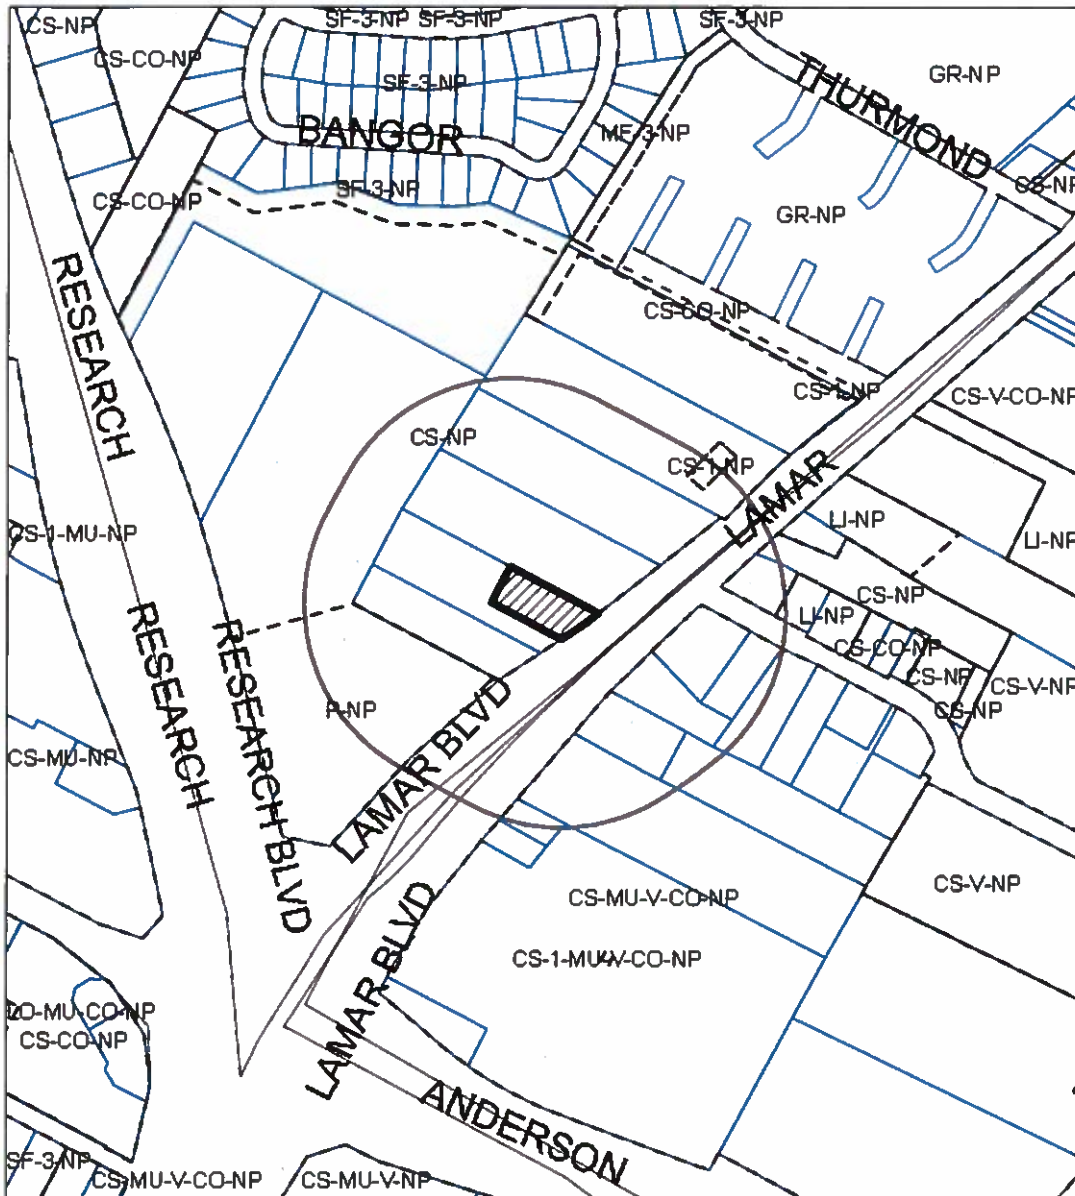 CS-NP
SF-3-NP
SF-3-NP
SF-3-NP
CS-CO-NP
SF-3-NP
THURMOND
GR-NP
BANGOR
MF-3-NP
SF-3-NP
CS-NP
CS-CO-NP
GR-NP
RESEARCH
CS-CO-NP
CS-1-NP
CS-V-CO-NP
CS-NP
CS-1-NP
LAMAR
LI-NP
LI-NP
CS-1-MU-NP
CS-NP
LI-NP
CS-CO-NP
CS-NP
CS-V-NP
CS-NP
RESEARCH
RESEARCH BLVD
P-NP
LAMAR BLVD
CS-MU-NP
CS-V-NP
CS-MU-V-CO-NP
CS-1-MU-V-CO-NP
LAMAR BLVD
LO-MU-CO-NP
CS-CO-NP
ANDERSON
SF-3-NP
CS-MU-V-CO-NP
CS-MU-V-NP